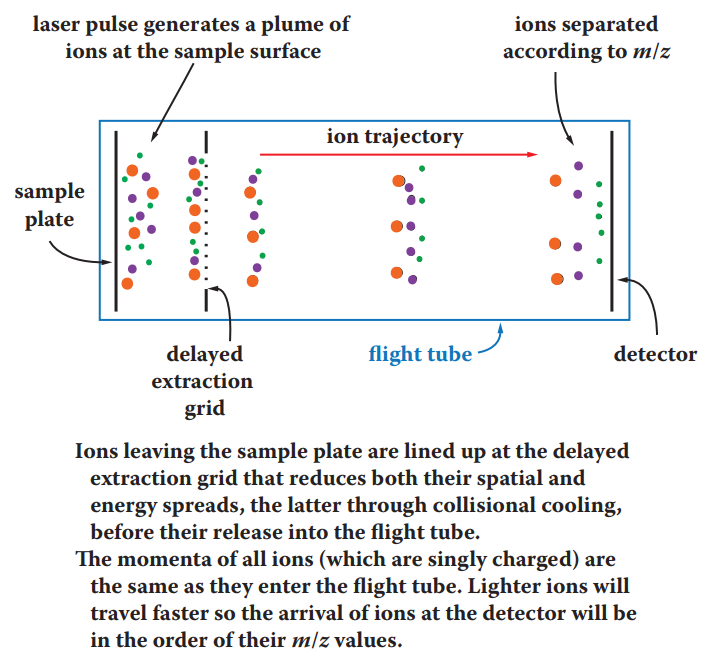 laser pulse generates a plume of
ions at the sample surface
ions separated
according to m/z
ion trajectory
sample
plate
delayed
extraction
grid
flight tube
detector
Ions leaving the sample plate are lined up at the delayed
extraction grid that reduces both their spatial and
energy spreads, the latter through collisional cooling,
before their release into the flight tube.
The momenta of all ions (which are singly charged) are
the same as they enter the flight tube. Lighter ions will
travel faster so the arrival of ions at the detector will be
in the order of their m/z values.